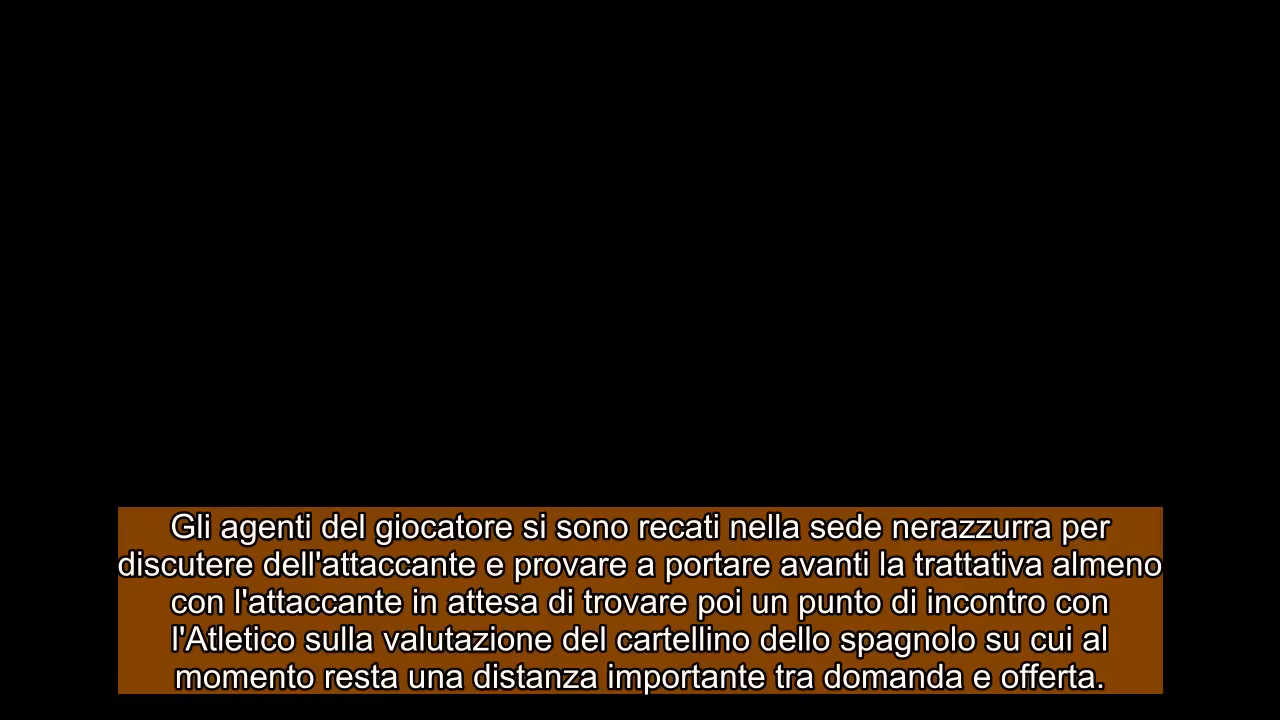 Gli agenti del giocatore si sono recati nella sede nerazzurra per
discutere dell'attaccante e provare a portare avanti la trattativa almeno
con l'attaccante in attesa di trovare poi un punto di incontro con
l'Atletico sulla valutazione del cartellino dello spagnolo su cui al
momento resta una distanza importante tra domanda e offerta.